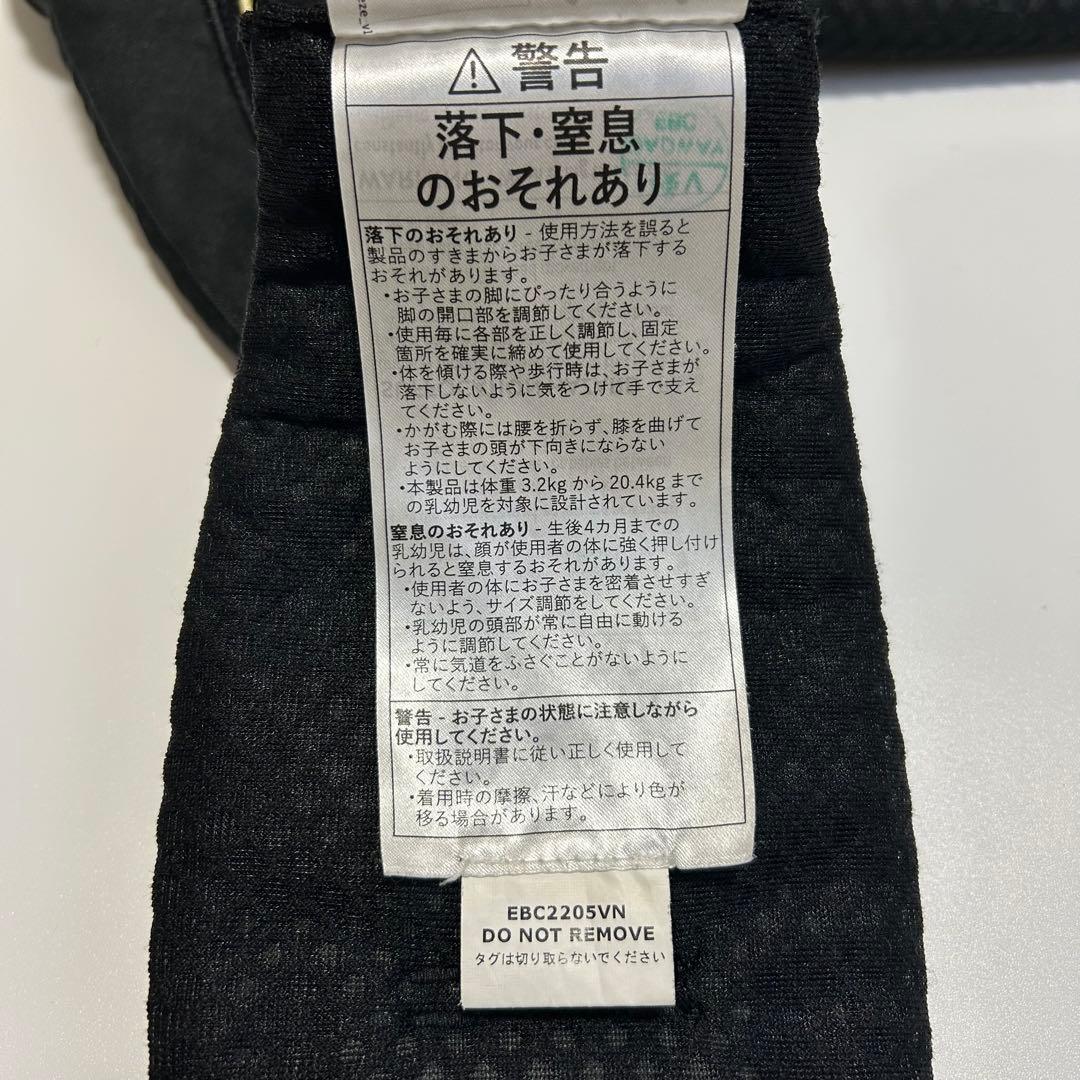 eze_v1
警告
落下・窒息
のおそれあり
落下のおそれあり - 使用方法を誤ると
製品のすきまからお子さまが落下する
おそれがあります。
・お子さまの脚にぴったり合うように
脚の開口部を調節してください。
・使用毎に各部を正しく調節し、固定
箇所を確実に締めて使用してください。
・体を傾ける際や歩行時は、お子さまが
落下しないように気をつけて手で支え
てください。
・かがむ際には腰を折らず、膝を曲げて
お子さまの頭が下向きにならない
ようにしてください。
・本製品は体重 3.2kg から 20.4kg まで
の乳幼児を対象に設計されています。
窒息のおそれあり - 生後4カ月までの
乳幼児は、顔が使用者の体に強く押し付け
られると窒息するおそれがあります。
・使用者の体にお子さまを密着させすぎ
ないよう、サイズ調節をしてください。
・乳幼児の頭部が常に自由に動ける
ように調節してください。
・常に気道をふさぐことがないように
してください。
警告 - お子さまの状態に注意しながら
使用してください。
・取扱説明書に従い正しく使用して
ください。
・着用時の摩擦、汗などにより色が
移る場合があります。
EBC2205VN
DO NOT REMOVE
タグは切り取らないでください